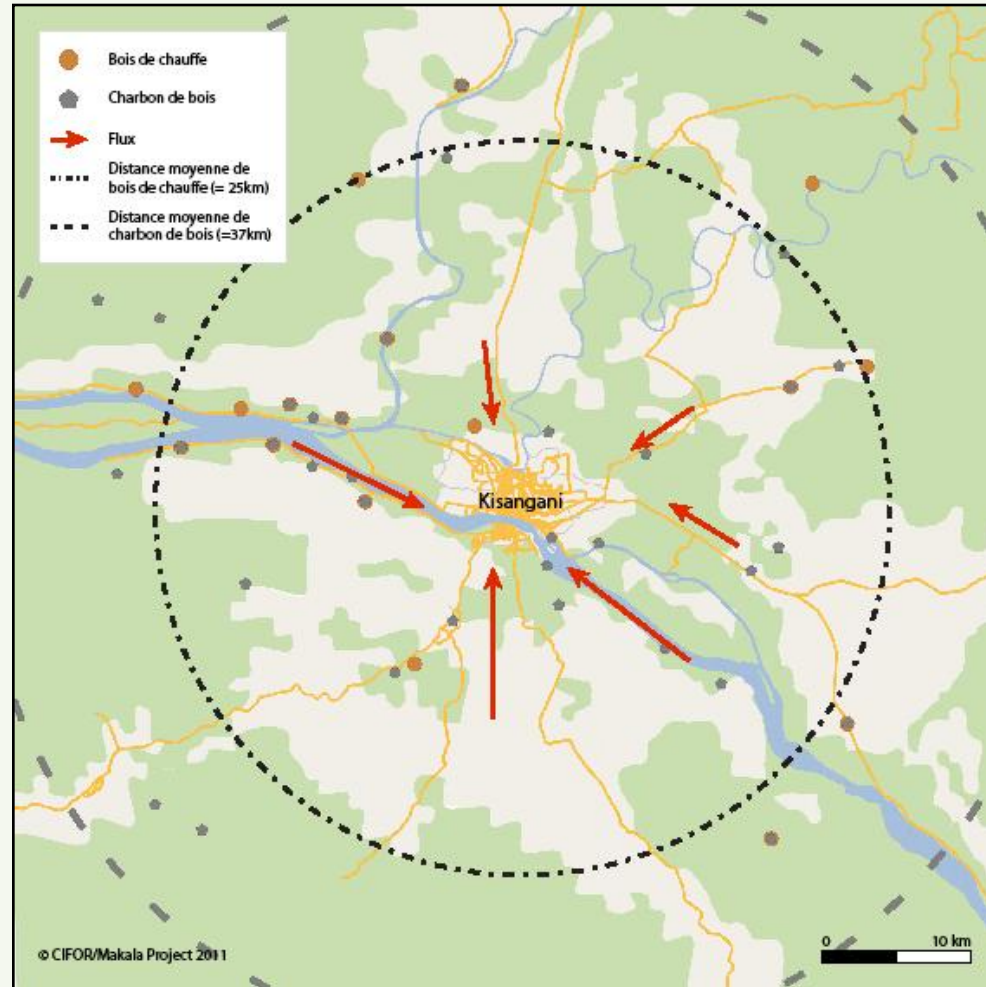 Bois de chauffe
Charbon de bois
Flux
Distance moyenne de
bois de chauffe (= 25km)
Distance moyenne de
charbon de bois (=37km)
Kisangani
© CIFOR/Makala Project 2011
0 10 km